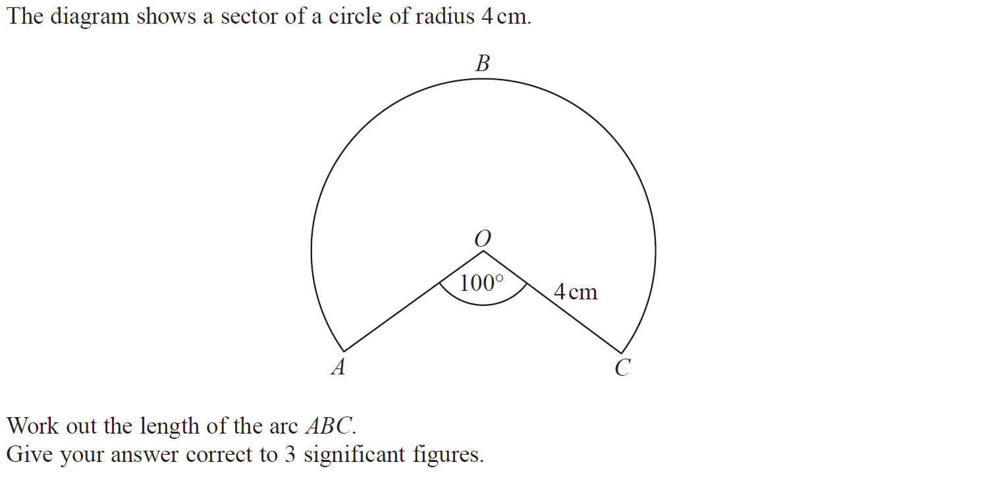 The diagram shows a sector of a circle of radius 4 cm.
B
O
100°
4 cm
A
C
Work out the length of the arc ABC.
Give your answer correct to 3 significant figures.